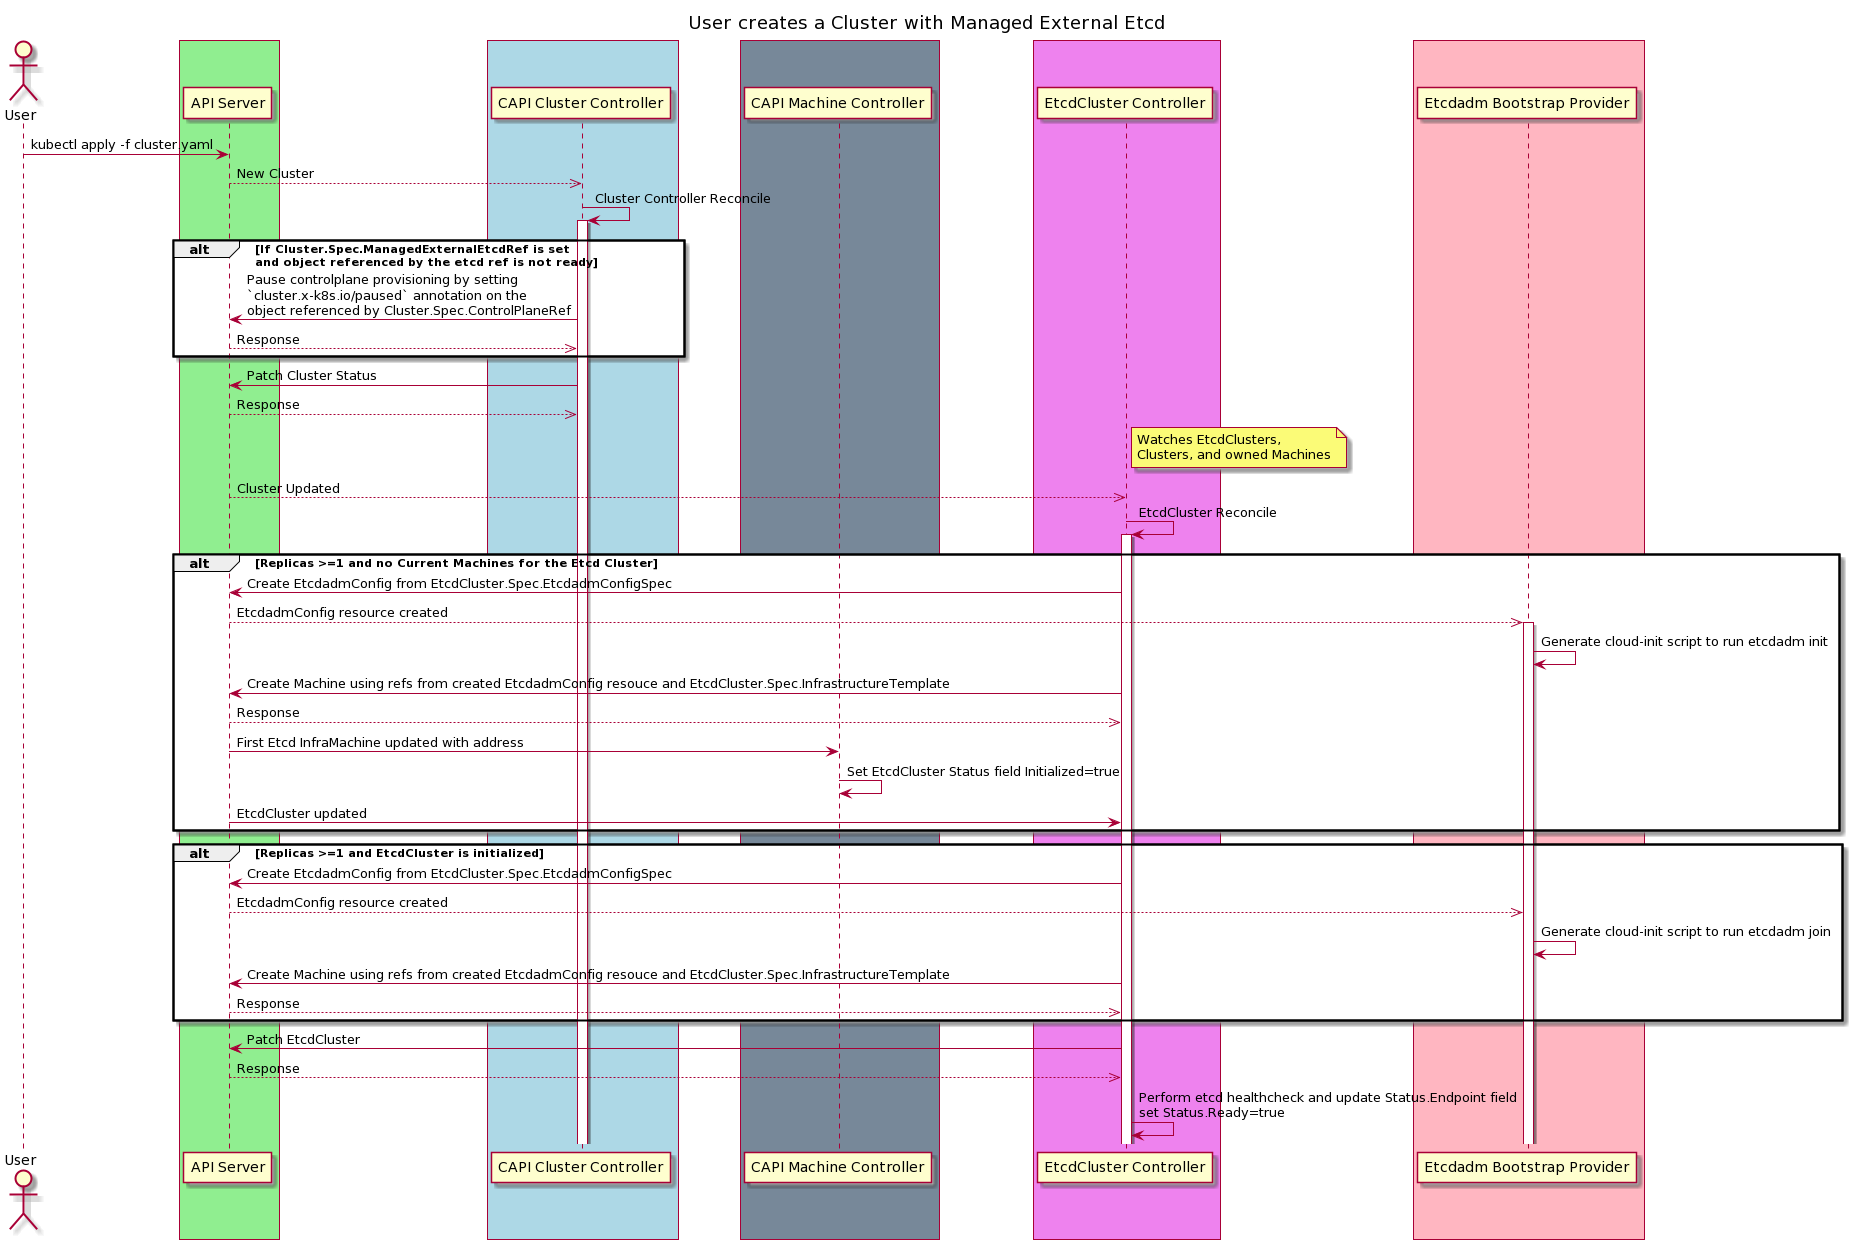 User creates a Cluster with Managed External Etcd
User
API Server
CAPI Cluster Controller
CAPI Machine Controller
EtcdCluster Controller
Etcdadm Bootstrap Provider
kubectl apply -f cluster.yaml
New Cluster
Cluster Controller Reconcile
alt
[If Cluster.Spec.ManagedExternalEtcdRef is set
and object referenced by the etcd ref is not ready]
Pause controlplane provisioning by setting
`cluster.x-k8s.io/paused` annotation on the
object referenced by Cluster.Spec.ControlPlaneRef
Response
Patch Cluster Status
Response
Watches EtcdClusters,
Clusters, and owned Machines
Cluster Updated
EtcdCluster Reconcile
alt
[Replicas >=1 and no Current Machines for the Etcd Cluster]
Create EtcdadmConfig from EtcdCluster.Spec.EtcdadmConfigSpec
EtcdadmConfig resource created
Generate cloud-init script to run etcdadm init
Create Machine using refs from created EtcdadmConfig resouce and EtcdCluster.Spec.InfrastructureTemplate
Response
First Etcd InfraMachine updated with address
Set EtcdCluster Status field Initialized=true
EtcdCluster updated
alt
[Replicas >=1 and EtcdCluster is initialized]
Create EtcdadmConfig from EtcdCluster.Spec.EtcdadmConfigSpec
EtcdadmConfig resource created
Generate cloud-init script to run etcdadm join
Create Machine using refs from created EtcdadmConfig resouce and EtcdCluster.Spec.InfrastructureTemplate
Response
Patch EtcdCluster
Response
Perform etcd healthcheck and update Status.Endpoint field
set Status.Ready=true
User
API Server
CAPI Cluster Controller
CAPI Machine Controller
EtcdCluster Controller
Etcdadm Bootstrap Provider